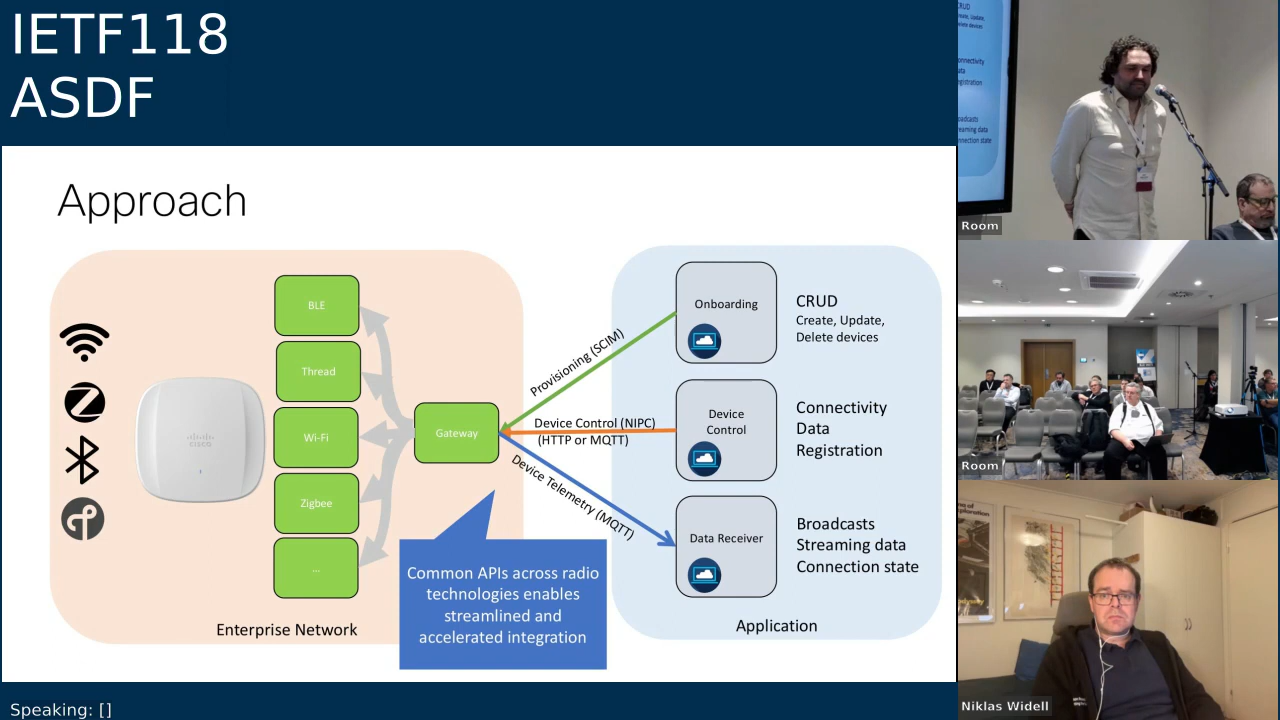 IETF118
ASDF
Approach
BLE
Thread
Wi-Fi
Zigbee
...
Gateway
Enterprise Network
Provisioning (SCIM)
Device Control (NIPC)
(HTTP or MQTT)
Device Telemetry (MQTT)
Common APIs across radio
technologies enables
streamlined and
accelerated integration
Onboarding
CRUD
Create, Update,
Delete devices
Device
Control
Connectivity
Data
Registration
Data Receiver
Broadcasts
Streaming data
Connection state
Application
CISCO
Speaking: []
Room
Room
Niklas Widell